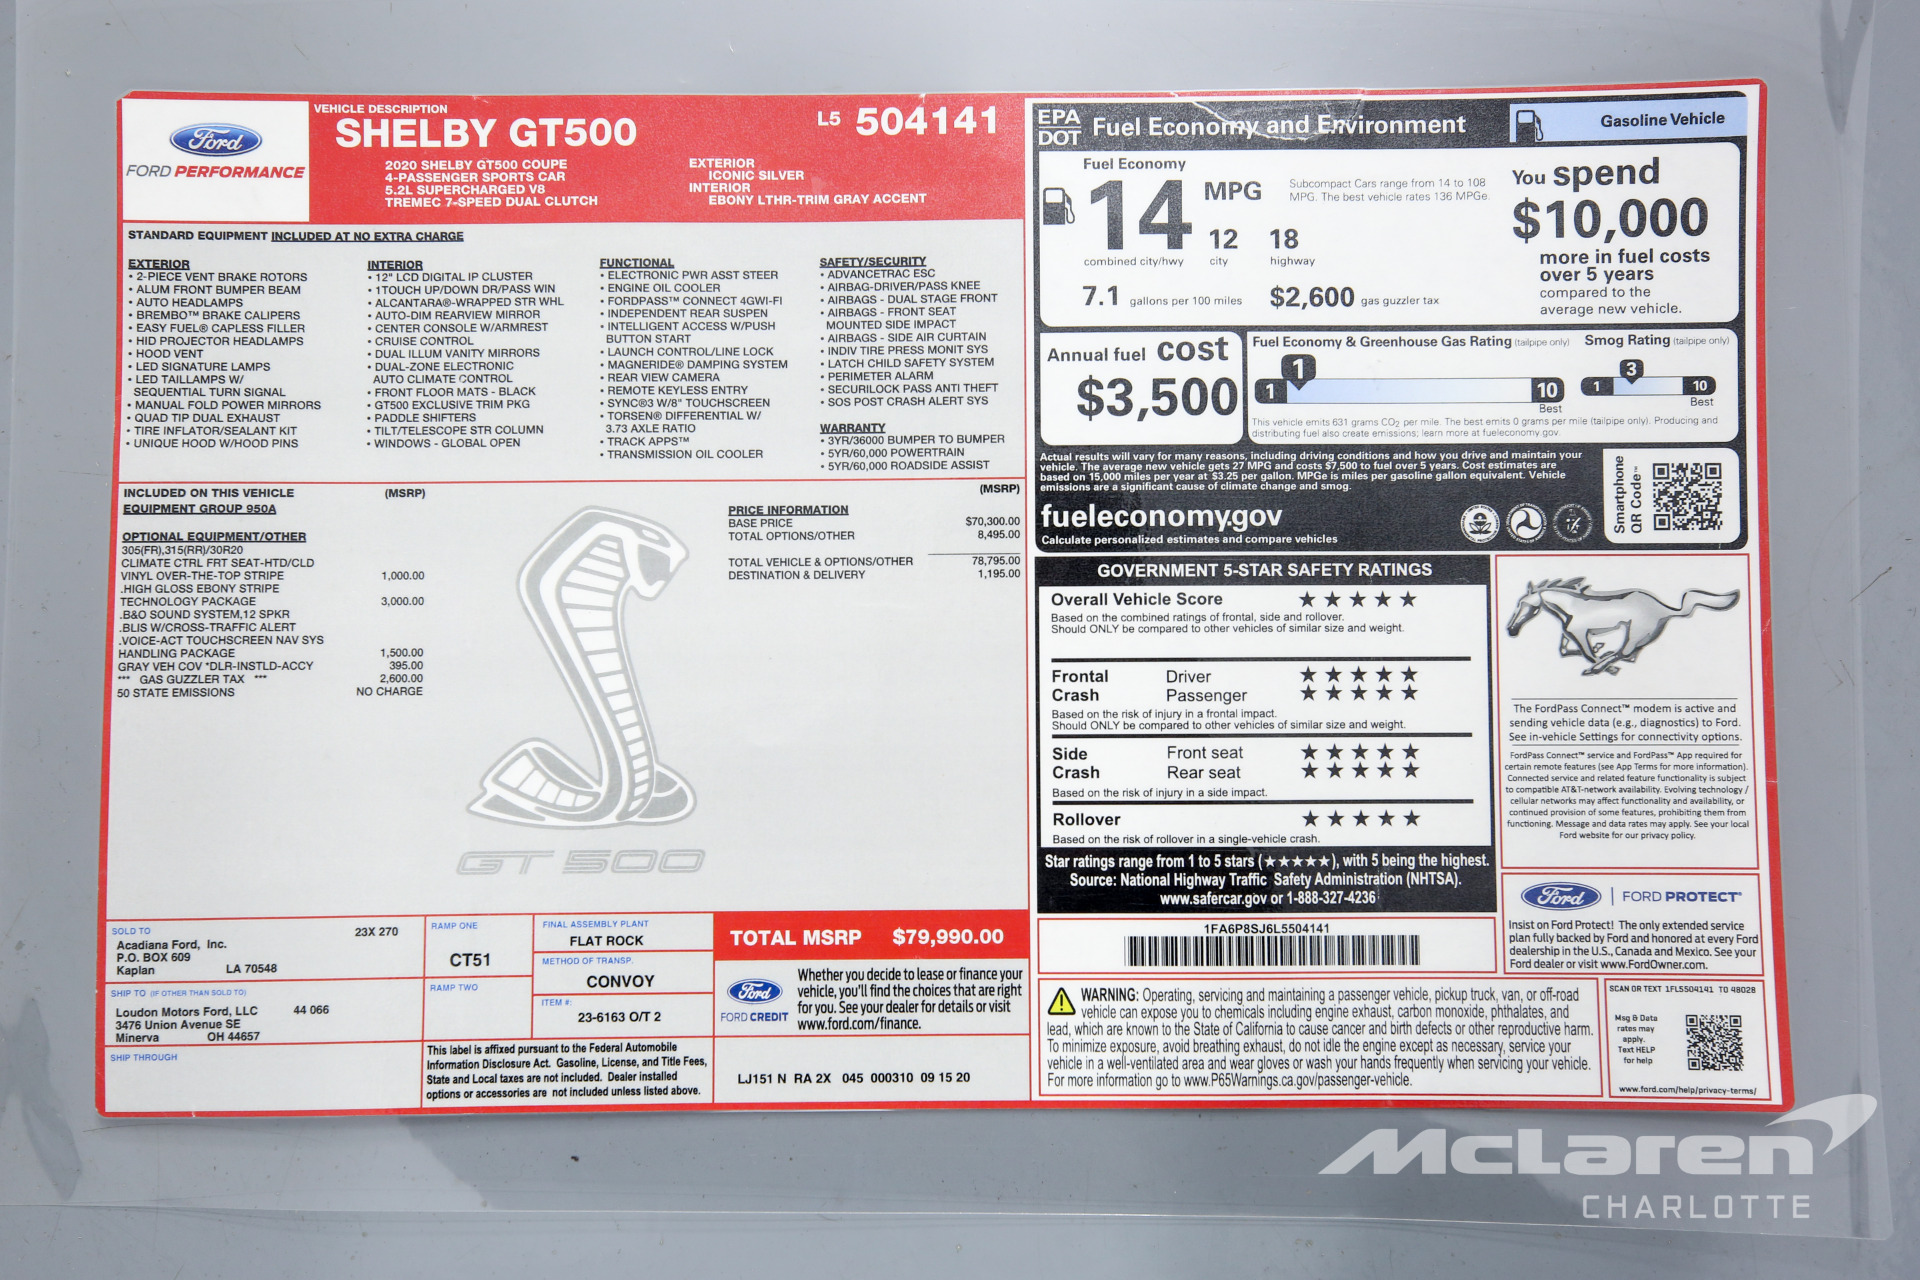 Ford
FORD PERFORMANCE
VEHICLE DESCRIPTION
SHELBY GT500
2020 SHELBY GT500 COUPE
4-PASSENGER SPORTS CAR
5.2L SUPERCHARGED V8
TREMEC 7-SPEED DUAL CLUTCH
L5 504141
EXTERIOR
ICONIC SILVER
INTERIOR
EBONY LTHR-TRIM GRAY ACCENT
STANDARD EQUIPMENT INCLUDED AT NO EXTRA CHARGE
EXTERIOR
• 2-PIECE VENT BRAKE ROTORS
• ALUM FRONT BUMPER BEAM
• AUTO HEADLAMPS
• BREMBO™ BRAKE CALIPERS
• EASY FUEL® CAPLESS FILLER
• HID PROJECTOR HEADLAMPS
• HOOD VENT
• LED SIGNATURE LAMPS
• LED TAILLAMPS W/
SEQUENTIAL TURN SIGNAL
• MANUAL FOLD POWER MIRRORS
• QUAD TIP DUAL EXHAUST
• TIRE INFLATOR/SEALANT KIT
• UNIQUE HOOD W/HOOD PINS
INTERIOR
• 12" LCD DIGITAL IP CLUSTER
• 1TOUCH UP/DOWN DR/PASS WIN
• ALCANTARA®-WRAPPED STR WHL
• AUTO-DIM REARVIEW MIRROR
• CENTER CONSOLE W/ARMREST
• CRUISE CONTROL
• DUAL ILLUM VANITY MIRRORS
• DUAL-ZONE ELECTRONIC
AUTO CLIMATE CONTROL
• FRONT FLOOR MATS - BLACK
• GT500 EXCLUSIVE TRIM PKG
• PADDLE SHIFTERS
• TILT/TELESCOPE STR COLUMN
• WINDOWS - GLOBAL OPEN
FUNCTIONAL
• ELECTRONIC PWR ASST STEER
• ENGINE OIL COOLER
• FORDPASS™ CONNECT 4GWI-FI
• INDEPENDENT REAR SUSPEN
• INTELLIGENT ACCESS W/PUSH
BUTTON START
• LAUNCH CONTROL/LINE LOCK
• MAGNERIDE® DAMPING SYSTEM
• REAR VIEW CAMERA
• REMOTE KEYLESS ENTRY
• SYNC®3 W/8" TOUCHSCREEN
• TORSEN® DIFFERENTIAL W/
3.73 AXLE RATIO
• TRACK APPS™
• TRANSMISSION OIL COOLER
SAFETY/SECURITY
• ADVANCETRAC ESC
• AIRBAG-DRIVER/PASS KNEE
• AIRBAGS - DUAL STAGE FRONT
• AIRBAGS - FRONT SEAT
MOUNTED SIDE IMPACT
• AIRBAGS - SIDE AIR CURTAIN
• INDIV TIRE PRESS MONIT SYS
• LATCH CHILD SAFETY SYSTEM
• PERIMETER ALARM
• SECURILOCK PASS ANTI THEFT
• SOS POST CRASH ALERT SYS
WARRANTY
• 3YR/36000 BUMPER TO BUMPER
• 5YR/60,000 POWERTRAIN
• 5YR/60,000 ROADSIDE ASSIST
INCLUDED ON THIS VEHICLE (MSRP)
EQUIPMENT GROUP 950A
OPTIONAL EQUIPMENT/OTHER
305(FR),315(RR)/30R20
CLIMATE CTRL FRT SEAT-HTD/CLD
VINYL OVER-THE-TOP STRIPE 1,000.00
.HIGH GLOSS EBONY STRIPE
TECHNOLOGY PACKAGE 3,000.00
.B&O SOUND SYSTEM,12 SPKR
.BLIS W/CROSS-TRAFFIC ALERT
.VOICE-ACT TOUCHSCREEN NAV SYS
HANDLING PACKAGE 1,500.00
GRAY VEH COV *DLR-INSTLD-ACCY 395.00
*** GAS GUZZLER TAX *** 2,600.00
50 STATE EMISSIONS NO CHARGE
(MSRP)
PRICE INFORMATION
BASE PRICE $70,300.00
TOTAL OPTIONS/OTHER 8,495.00
TOTAL VEHICLE & OPTIONS/OTHER 78,795.00
DESTINATION & DELIVERY 1,195.00
GT 500
SOLD TO 23X 270
Acadiana Ford, Inc.
P.O. BOX 609
Kaplan LA 70548
SHIP TO (IF OTHER THAN SOLD TO)
Loudon Motors Ford, LLC 44 066
3476 Union Avenue SE
Minerva OH 44657
SHIP THROUGH
RAMP ONE
CT51
RAMP TWO
FINAL ASSEMBLY PLANT
FLAT ROCK
METHOD OF TRANSP.
CONVOY
ITEM #:
23-6163 O/T 2
This label is affixed pursuant to the Federal Automobile
Information Disclosure Act. Gasoline, License, and Title Fees,
State and Local taxes are not included. Dealer installed
options or accessories are not included unless listed above.
TOTAL MSRP $79,990.00
Ford
FORD CREDIT
Whether you decide to lease or finance your
vehicle, you'll find the choices that are right
for you. See your dealer for details or visit
www.ford.com/finance.
LJ151 N RA 2X 045 000310 09 15 20
EPA
DOT
Fuel Economy and Environment
Gasoline Vehicle
Fuel Economy
14 MPG
combined city/hwy
12
city
18
highway
7.1 gallons per 100 miles
$2,600 gas guzzler tax
Subcompact Cars range from 14 to 108
MPG. The best vehicle rates 136 MPGe.
You spend
$10,000
more in fuel costs
over 5 years
compared to the
average new vehicle.
Annual fuel cost
$3,500
Fuel Economy & Greenhouse Gas Rating (tailpipe only)
1
1
10
Best
Smog Rating (tailpipe only)
3
1
10
Best
This vehicle emits 631 grams CO2 per mile. The best emits 0 grams per mile (tailpipe only). Producing and
distributing fuel also create emissions; learn more at fueleconomy.gov.
Actual results will vary for many reasons, including driving conditions and how you drive and maintain your
vehicle. The average new vehicle gets 27 MPG and costs $7,500 to fuel over 5 years. Cost estimates are
based on 15,000 miles per year at $3.25 per gallon. MPGe is miles per gasoline gallon equivalent. Vehicle
emissions are a significant cause of climate change and smog.
fueleconomy.gov
Calculate personalized estimates and compare vehicles
Smartphone
QR Code™
GOVERNMENT 5-STAR SAFETY RATINGS
Overall Vehicle Score ★★★★★
Based on the combined ratings of frontal, side and rollover.
Should ONLY be compared to other vehicles of similar size and weight.
Frontal Driver ★★★★★
Crash Passenger ★★★★★
Based on the risk of injury in a frontal impact.
Should ONLY be compared to other vehicles of similar size and weight.
Side Front seat ★★★★★
Crash Rear seat ★★★★★
Based on the risk of injury in a side impact.
Rollover ★★★★★
Based on the risk of rollover in a single-vehicle crash.
Star ratings range from 1 to 5 stars (★★★★★), with 5 being the highest.
Source: National Highway Traffic Safety Administration (NHTSA).
www.safercar.gov or 1-888-327-4236
1FA6P8SJ6L5504141
WARNING: Operating, servicing and maintaining a passenger vehicle, pickup truck, van, or off-road
vehicle can expose you to chemicals including engine exhaust, carbon monoxide, phthalates, and
lead, which are known to the State of California to cause cancer and birth defects or other reproductive harm.
To minimize exposure, avoid breathing exhaust, do not idle the engine except as necessary, service your
vehicle in a well-ventilated area and wear gloves or wash your hands frequently when servicing your vehicle.
For more information go to www.P65Warnings.ca.gov/passenger-vehicle.
The FordPass Connect™ modem is active and
sending vehicle data (e.g., diagnostics) to Ford.
See in-vehicle Settings for connectivity options.
FordPass Connect™ service and FordPass™ App required for
certain remote features (see App Terms for more information).
Connected service and related feature functionality is subject
to compatible AT&T-network availability. Evolving technology /
cellular networks may affect functionality and availability, or
continued provision of some features, prohibiting them from
functioning. Message and data rates may apply. See your local
Ford website for our privacy policy.
Ford | FORD PROTECT®
Insist on Ford Protect! The only extended service
plan fully backed by Ford and honored at every Ford
dealership in the U.S., Canada and Mexico. See your
Ford dealer or visit www.FordOwner.com.
SCAN OR TEXT 1FL5504141 TO 48028
Msg & Data
rates may
apply.
Text HELP
for help
www.ford.com/help/privacy-terms/
McLaren
CHARLOTTE